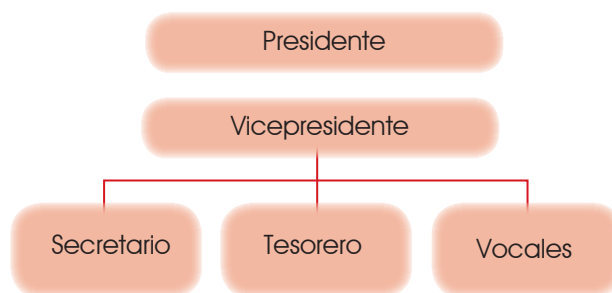 Presidente
Vicepresidente
Secretario
Tesorero
Vocales